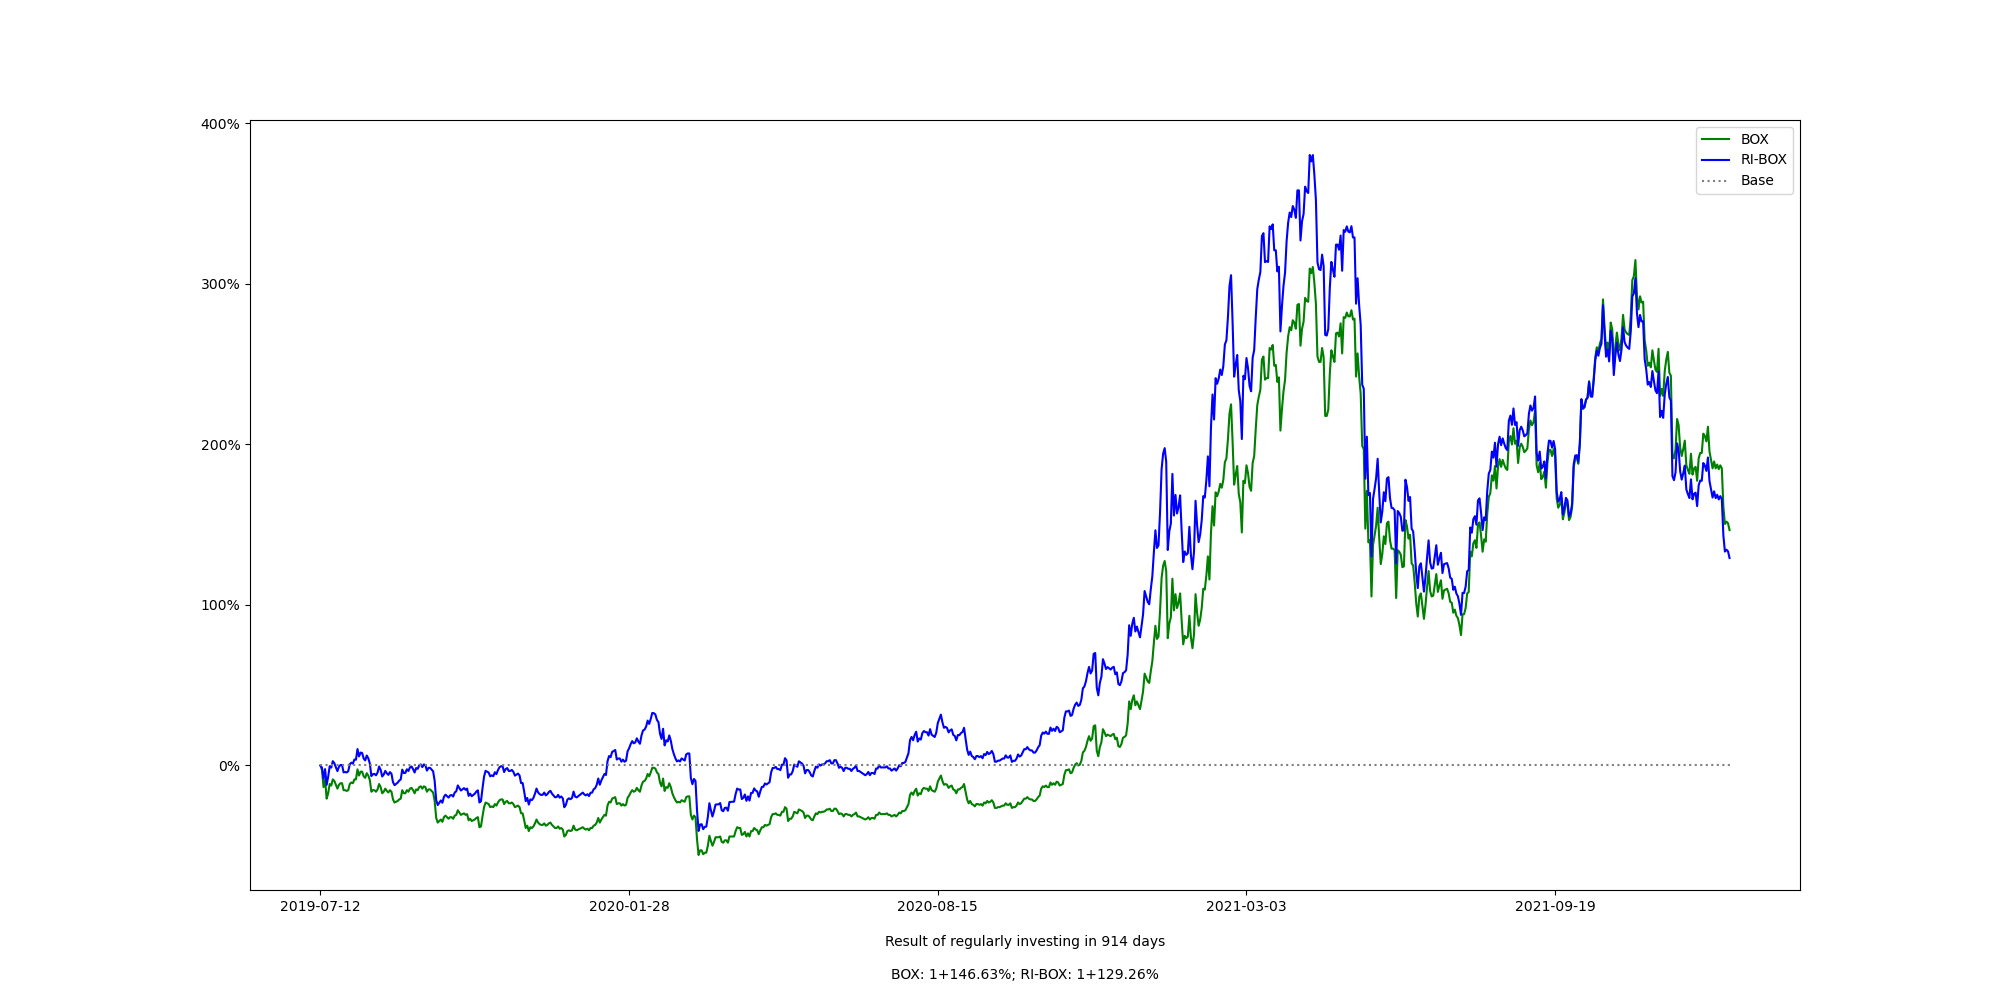 400%
300%
200%
100%
0%
BOX
RI-BOX
Base
2019-07-12
2020-01-28
2020-08-15
2021-03-03
2021-09-19
Result of regularly investing in 914 days
BOX: 1+146.63%; RI-BOX: 1+129.26%